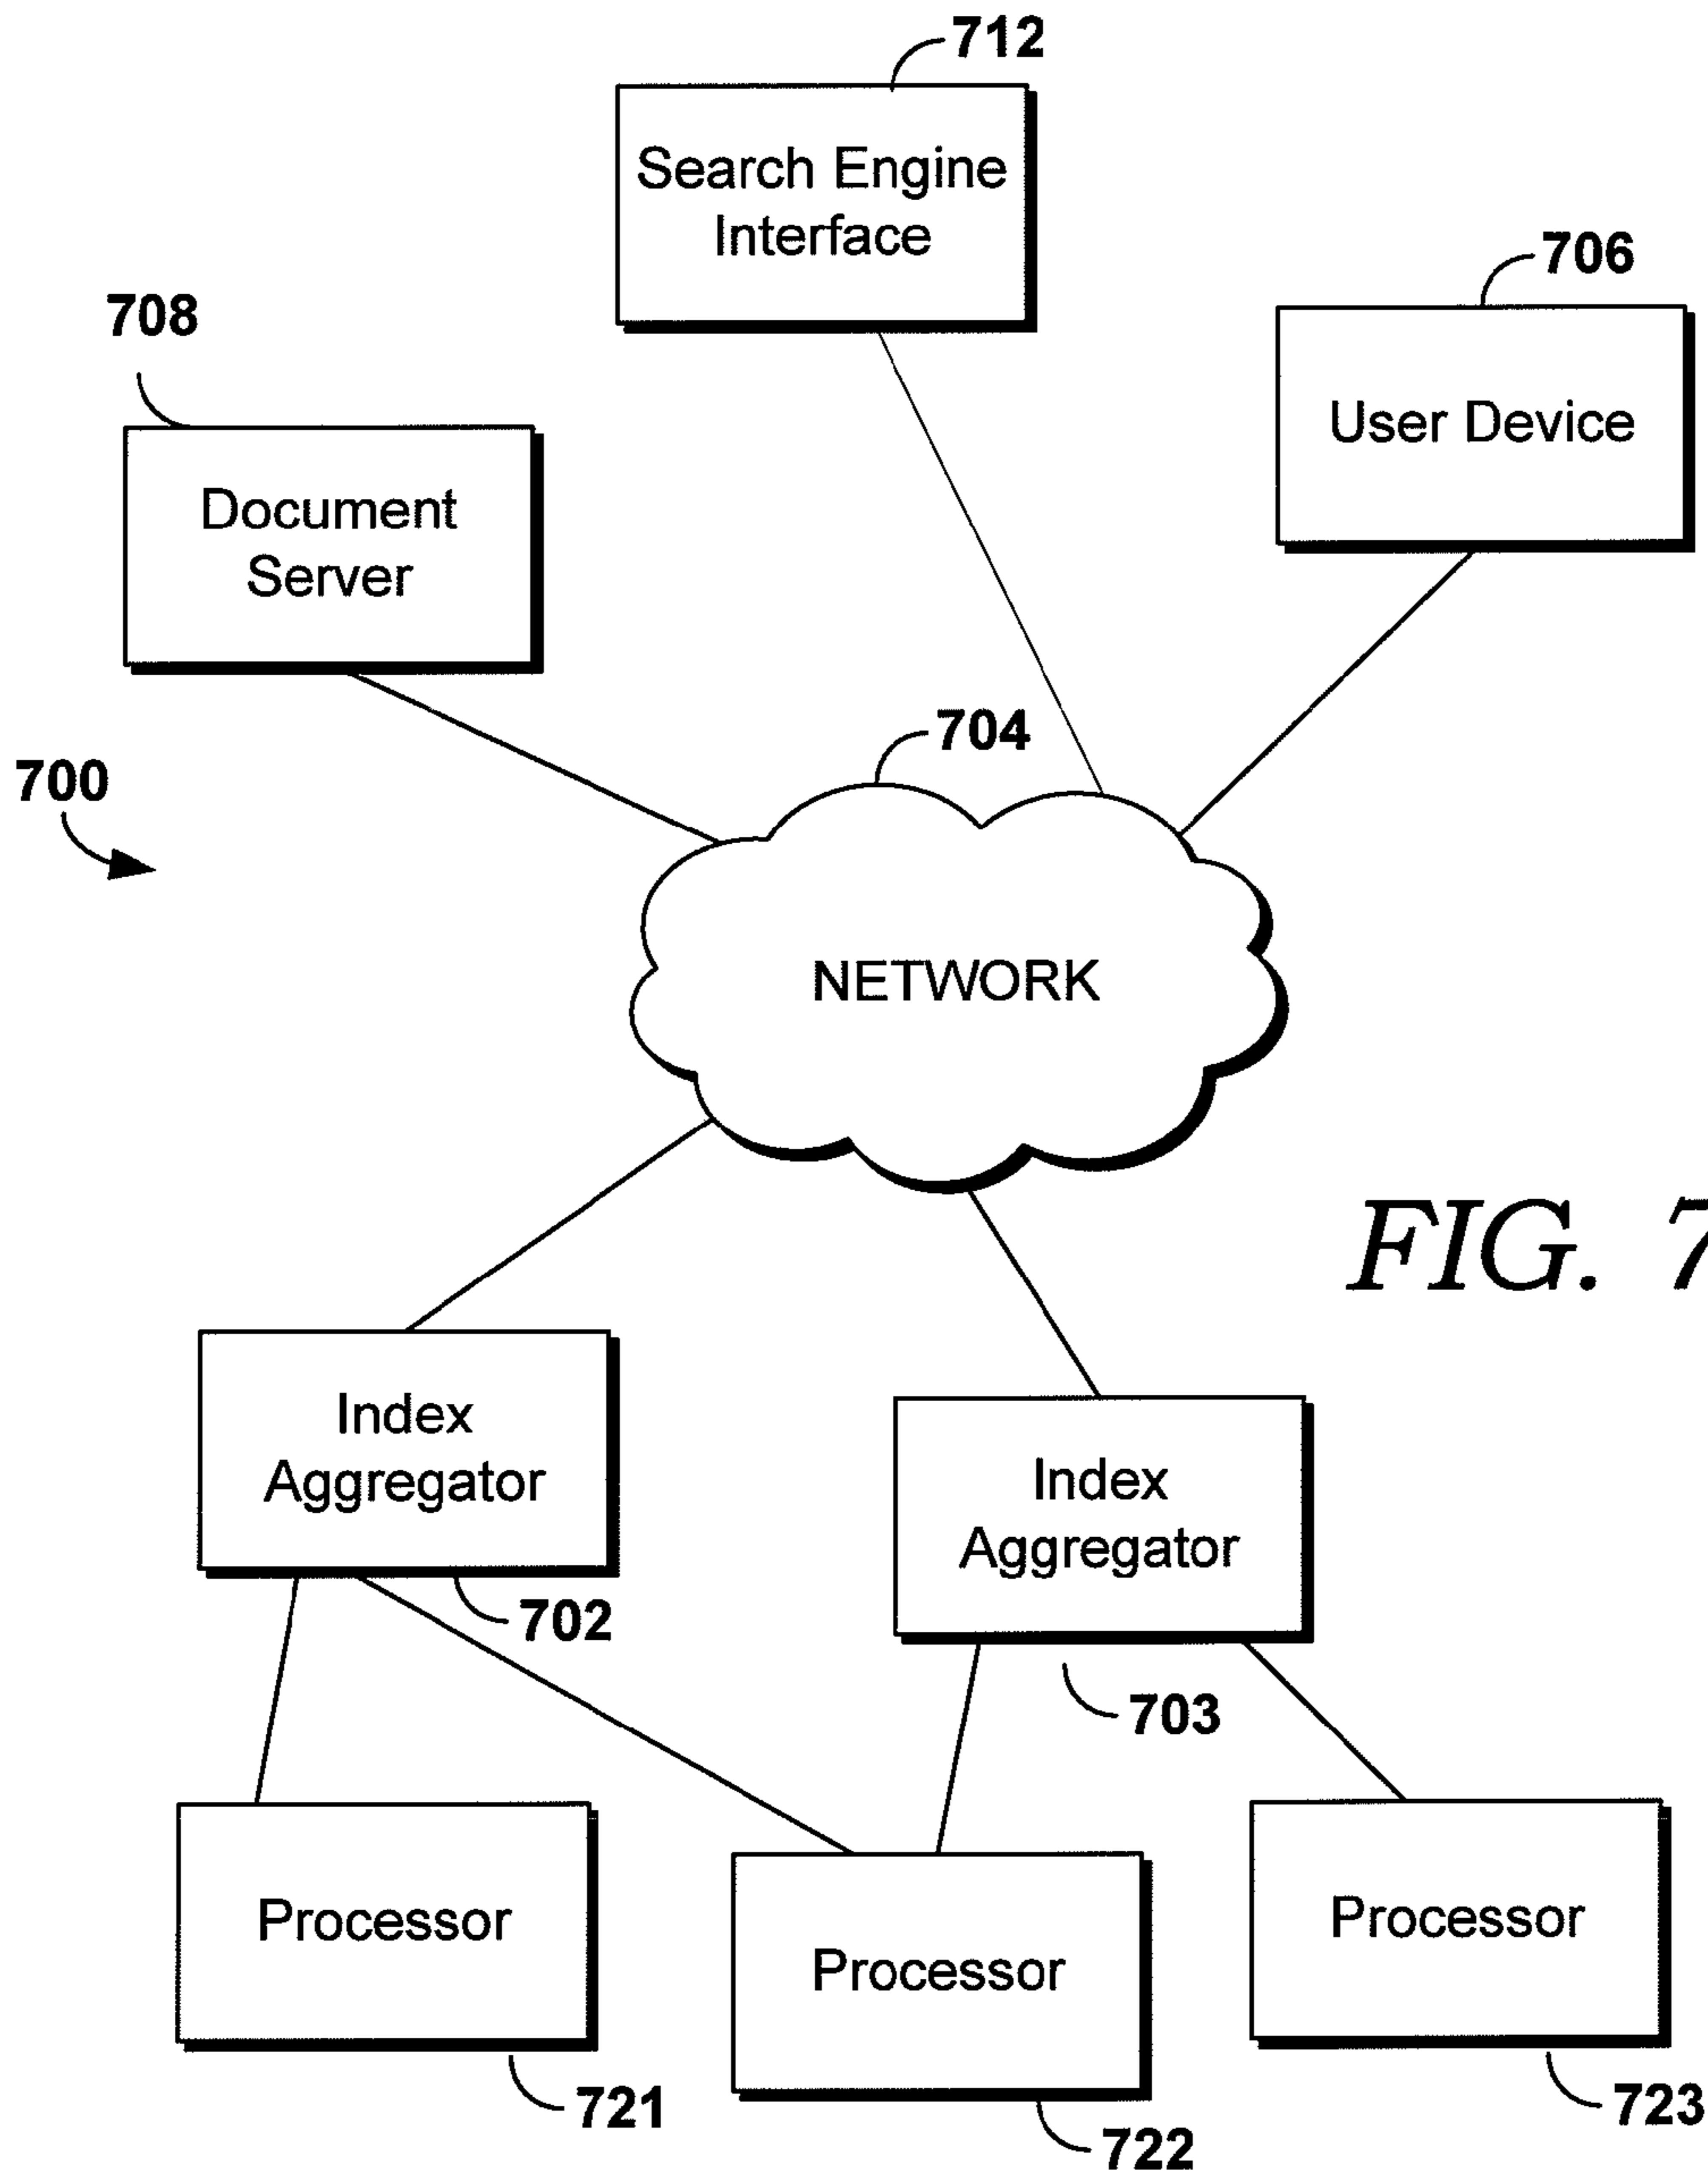 712
Search Engine
Interface
706
User Device
708
Document
Server
704
700
NETWORK
FIG. 7
Index
Aggregator
702
Index
Aggregator
703
Processor
721
Processor
722
Processor
723